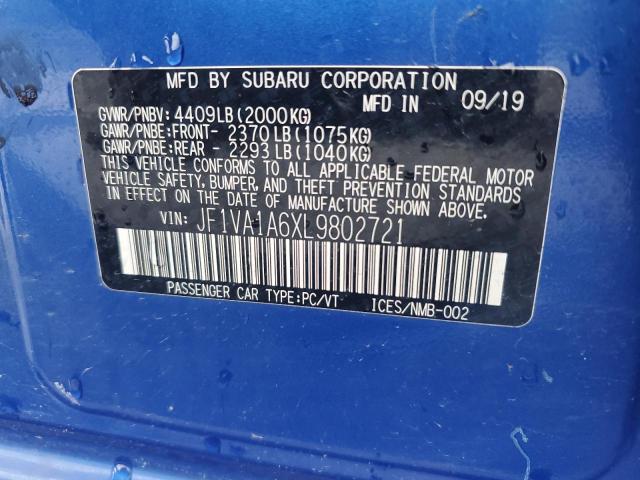 MFD BY SUBARU CORPORATION
MFD IN 09/19
GVWR/PNBV: 4409LB (2000KG)
GAWR/PNBE:FRONT- 2370LB (1075KG)
GAWR/PNBE:REAR - 2293LB (1040KG)
THIS VEHICLE CONFORMS TO ALL APPLICABLE FEDERAL MOTOR
VEHICLE SAFETY, BUMPER, AND THEFT PREVENTION STANDARDS
IN EFFECT ON THE DATE OF MANUFACTURE SHOWN ABOVE.
VIN: JF1VA1A6XL9802721
PASSENGER CAR TYPE:PC/VT ICES/NMB-002